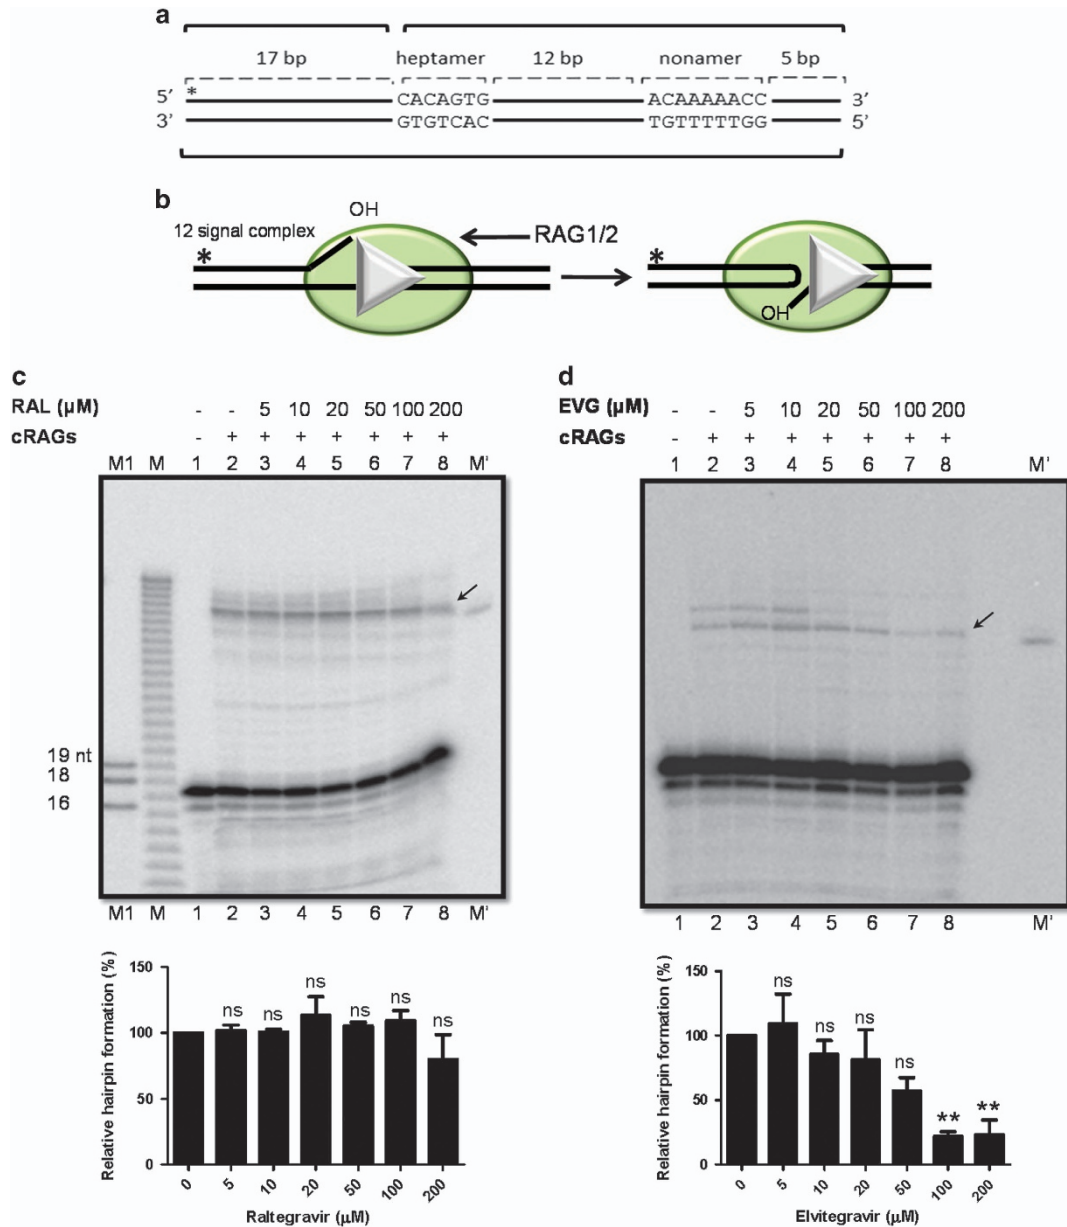 a
17 bp heptamer 12 bp nonamer 5 bp
5' * CACAGTG ACAAAAACC 3'
3' GTGTCAC TGTTTTTGG 5'
b
OH
12 signal complex
RAG1/2
*
*
OH
c
RAL (µM) - - 5 10 20 50 100 200
cRAGs - + + + + + + +
M1 M 1 2 3 4 5 6 7 8 M'
19 nt
18
16
M1 M 1 2 3 4 5 6 7 8 M'
Relative hairpin formation (%)
150
100
50
0
ns ns ns ns ns ns
0 5 10 20 50 100 200
Raltegravir (µM)
d
EVG (µM) - - 5 10 20 50 100 200
cRAGs - + + + + + + +
1 2 3 4 5 6 7 8 M'
1 2 3 4 5 6 7 8 M'
Relative hairpin formation (%)
150
100
50
0
ns ns ns ns ** **
0 5 10 20 50 100 200
Elvitegravir (µM)